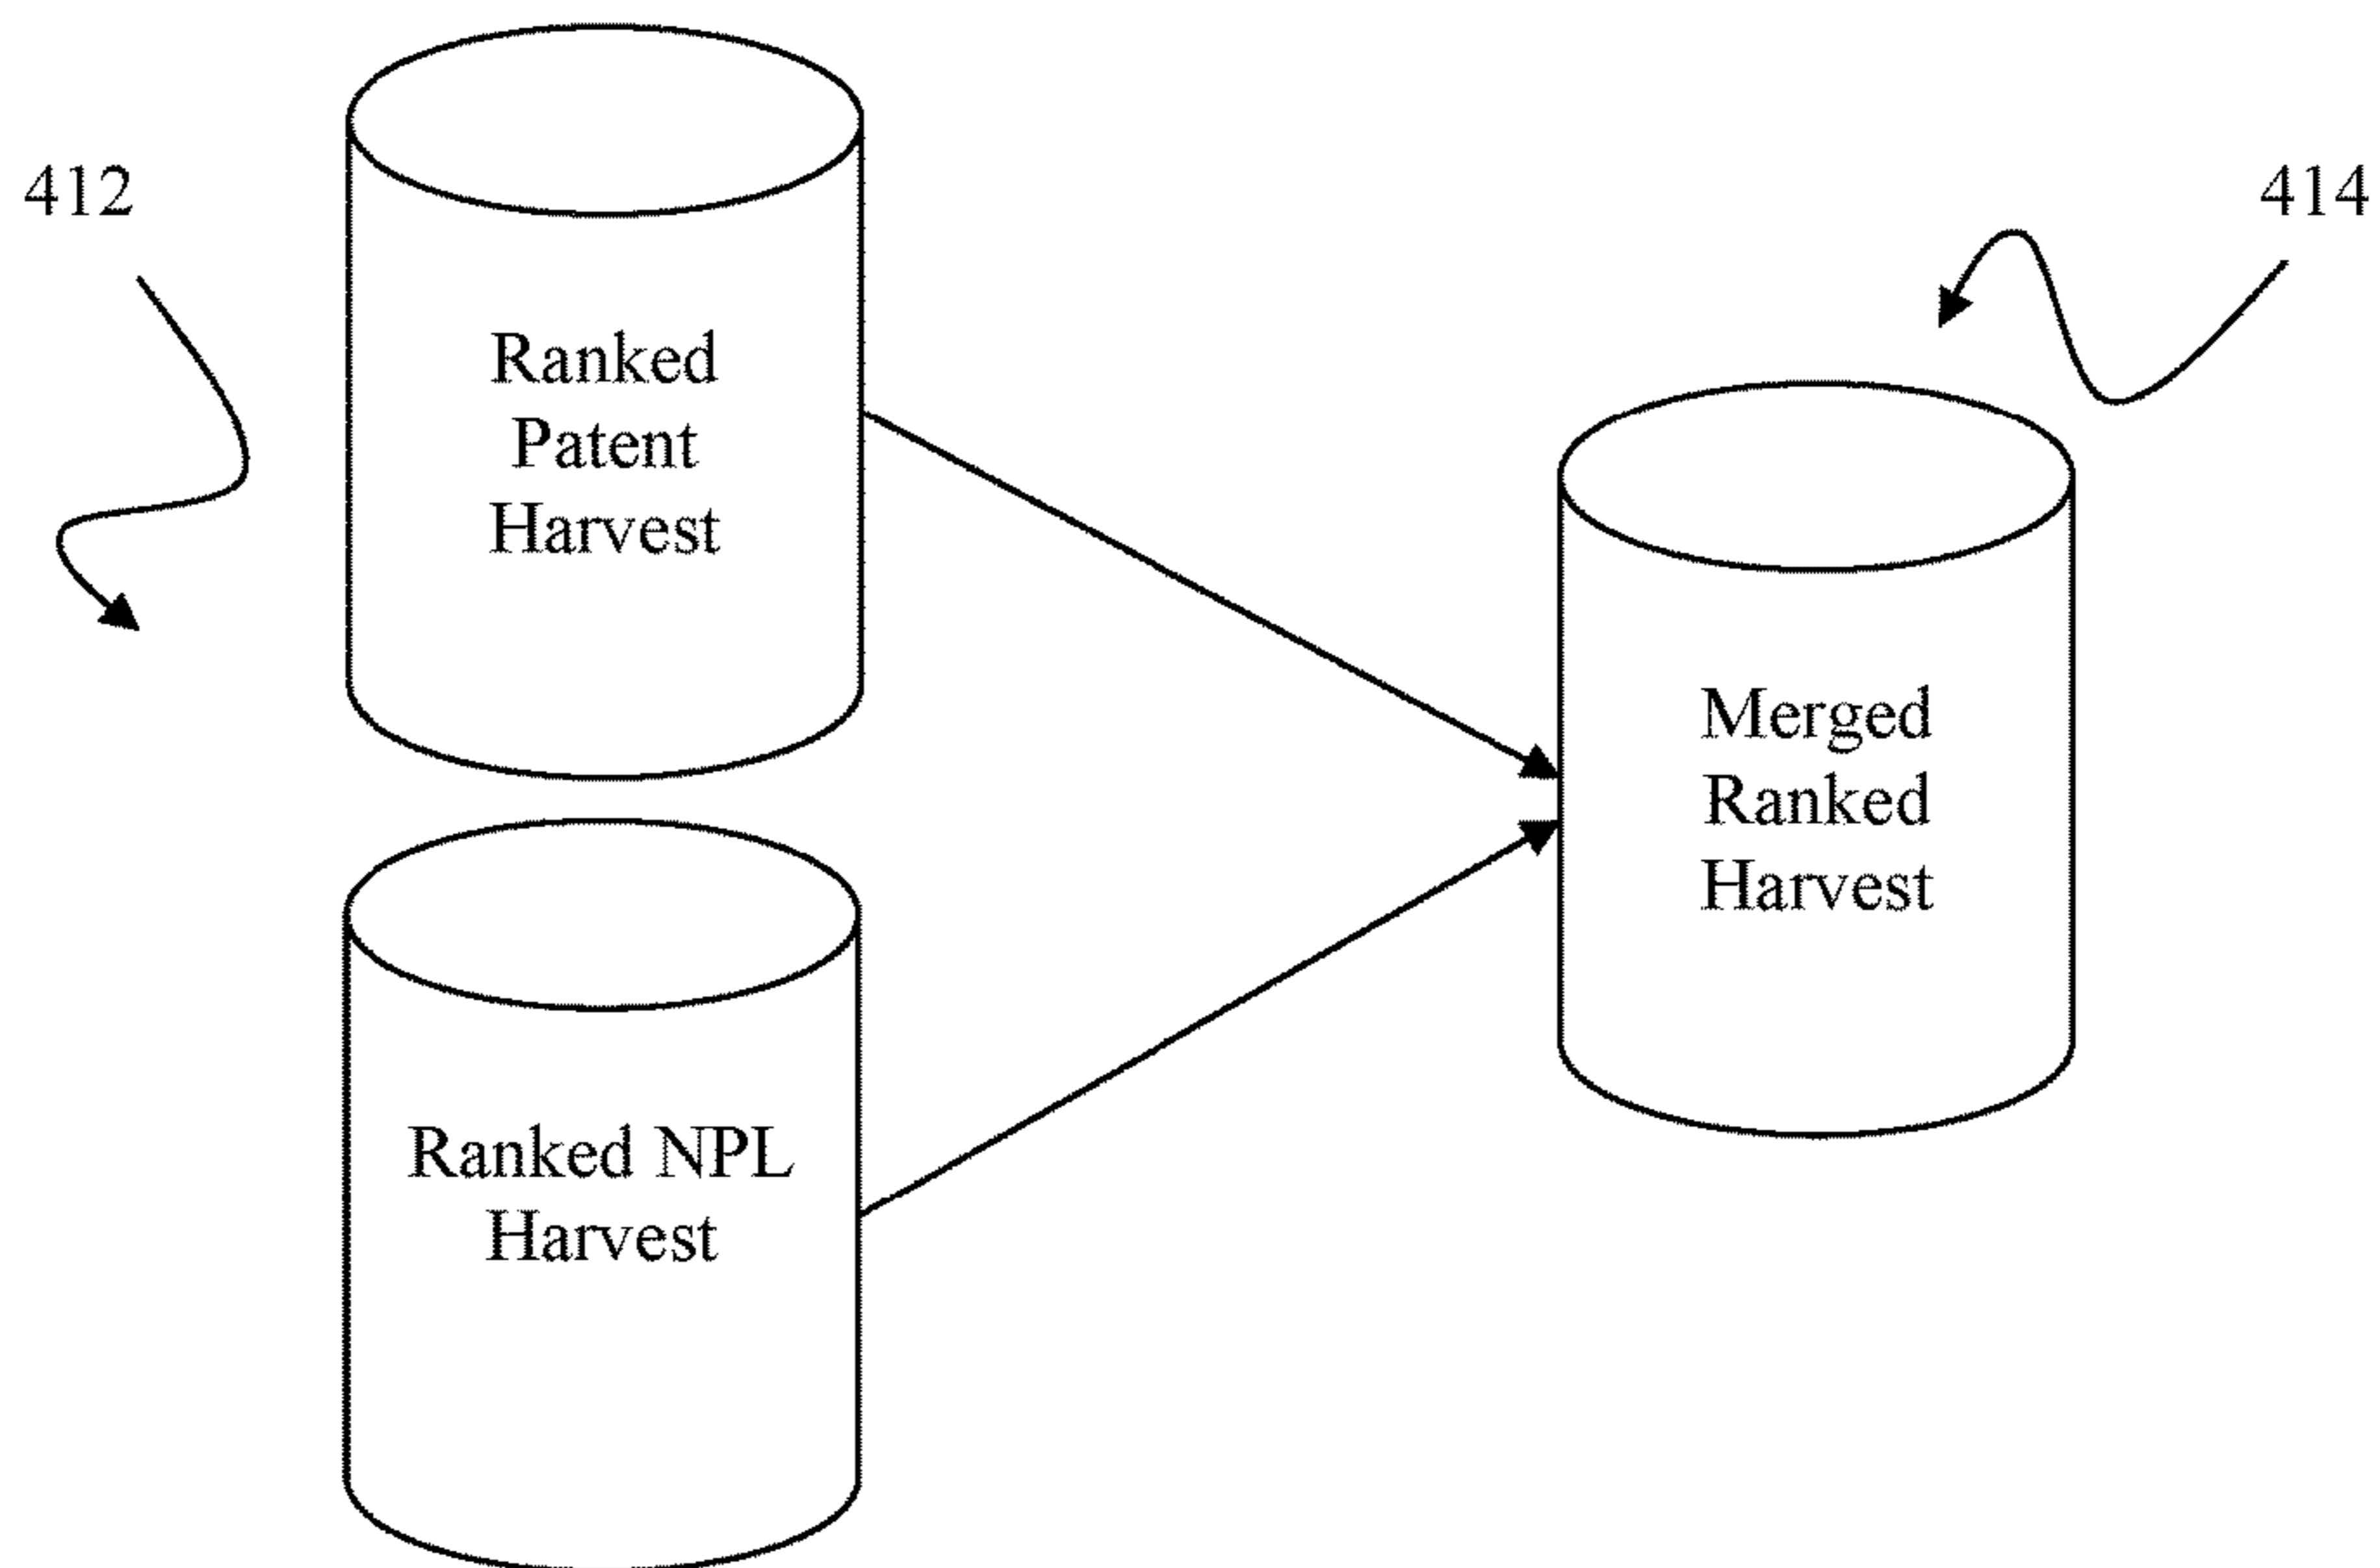 412
Ranked
Patent
Harvest
414
Merged
Ranked
Harvest
Ranked NPL
Harvest